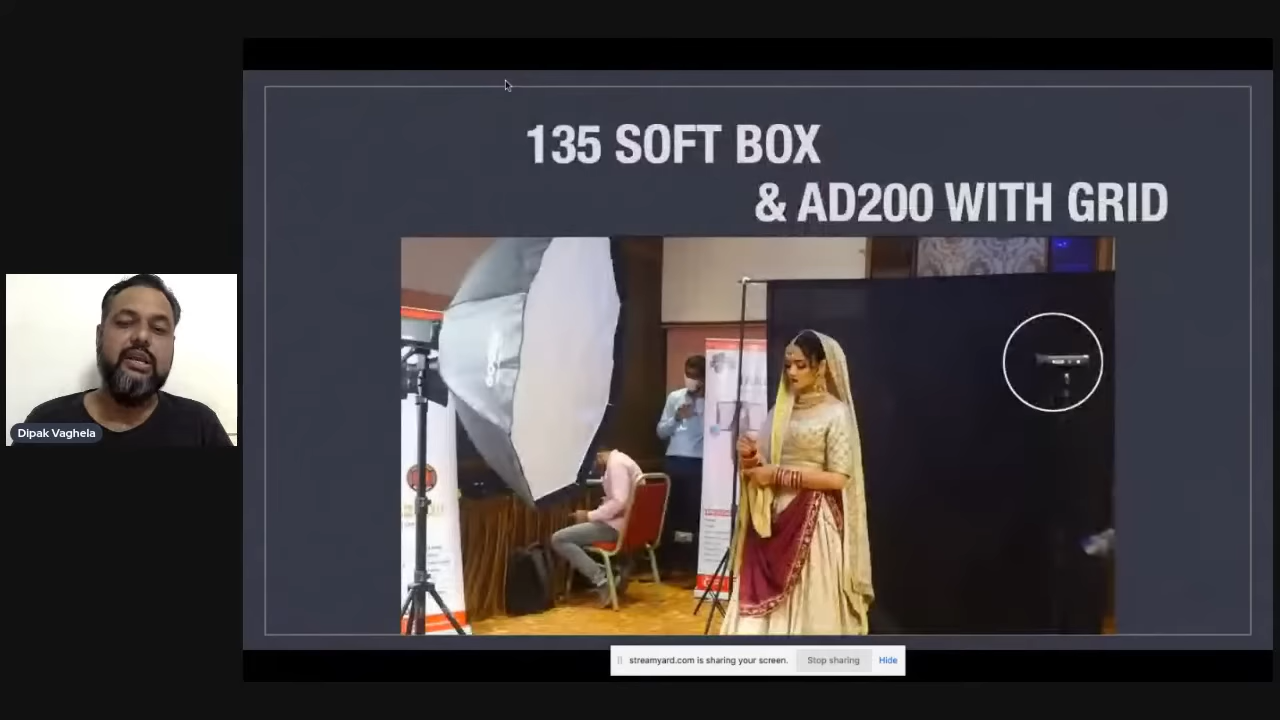 135 SOFT BOX
& AD200 WITH GRID
Dipak Vaghela
streamyard.com is sharing your screen.
Stop sharing
Hide